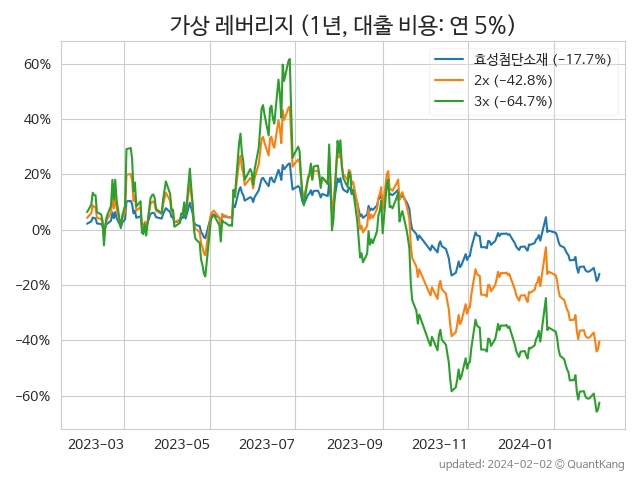 가상 레버리지 (1년, 대출 비용: 연 5%)
효성첨단소재 (−17.7%)
2x (−42.8%)
3x (−64.7%)
60%
40%
20%
0%
−20%
−40%
−60%
2023-03 2023-05 2023-07 2023-09 2023-11 2024-01
updated: 2024-02-02 © QuantKang